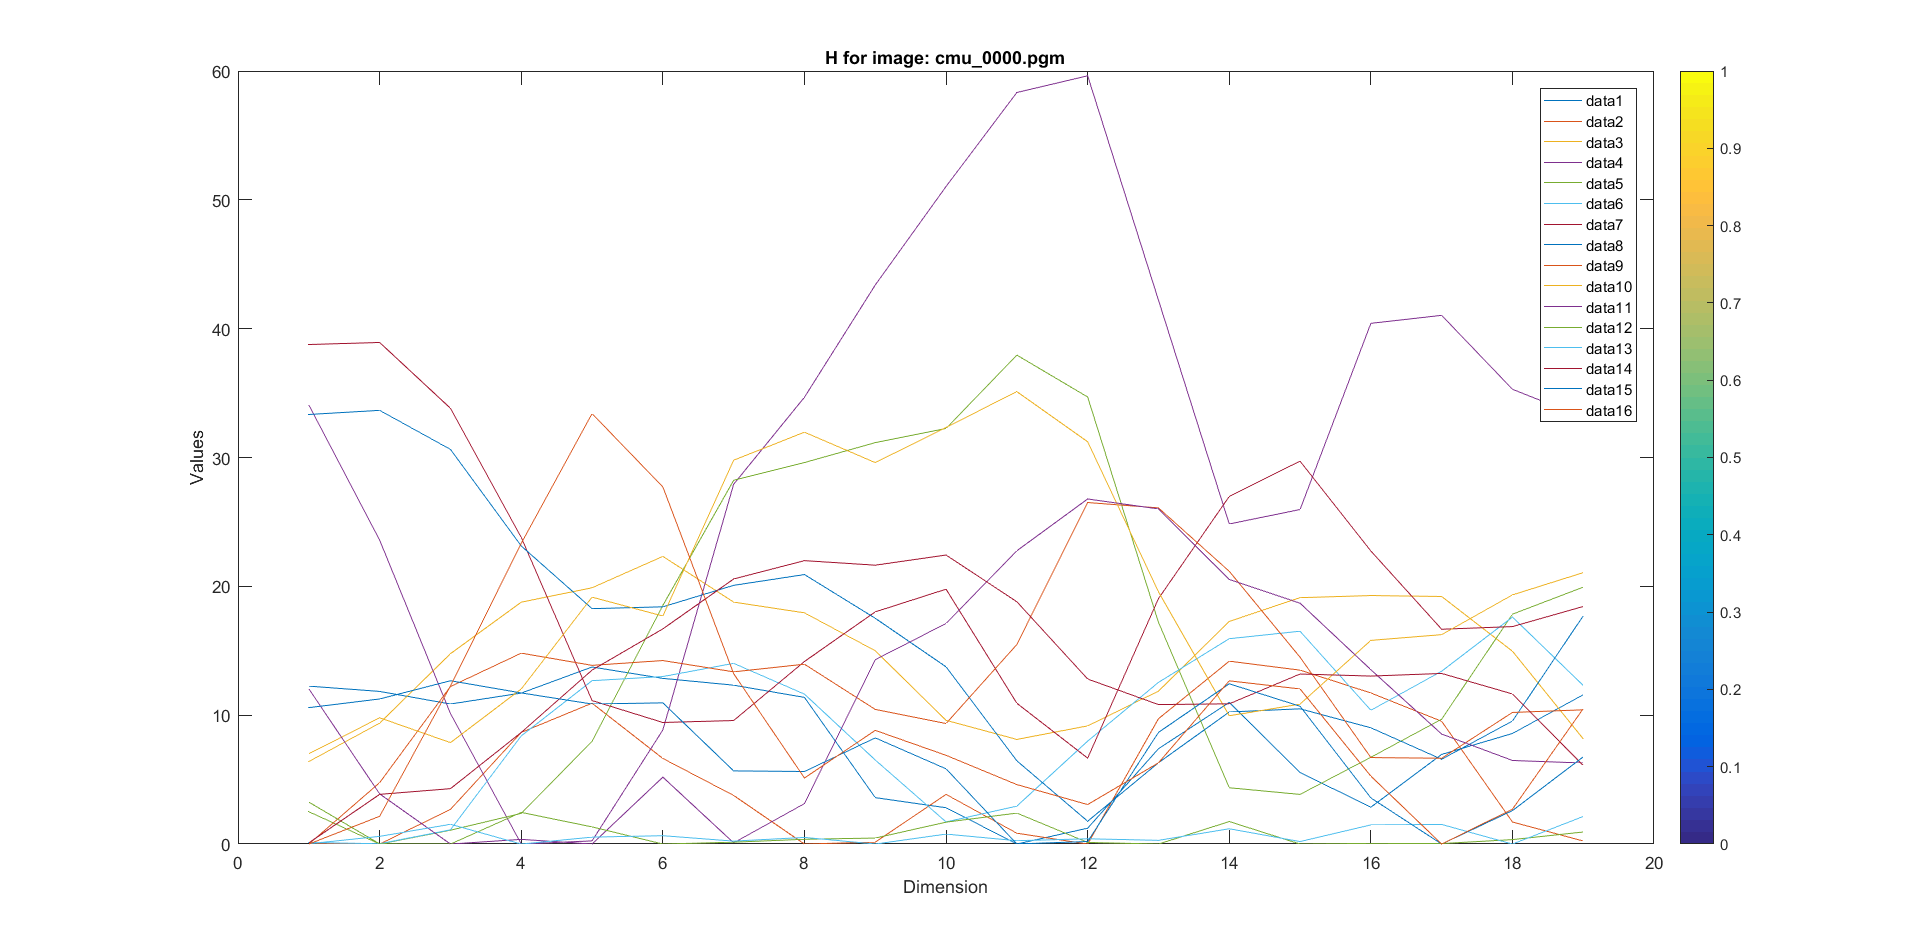 H for image: cmu_0000.pgm
60
50
40
30
20
10
0
Values
0 2 4 6 8 10 12 14 16 18 20
Dimension
data1
data2
data3
data4
data5
data6
data7
data8
data9
data10
data11
data12
data13
data14
data15
data16
1
0.9
0.8
0.7
0.6
0.5
0.4
0.3
0.2
0.1
0